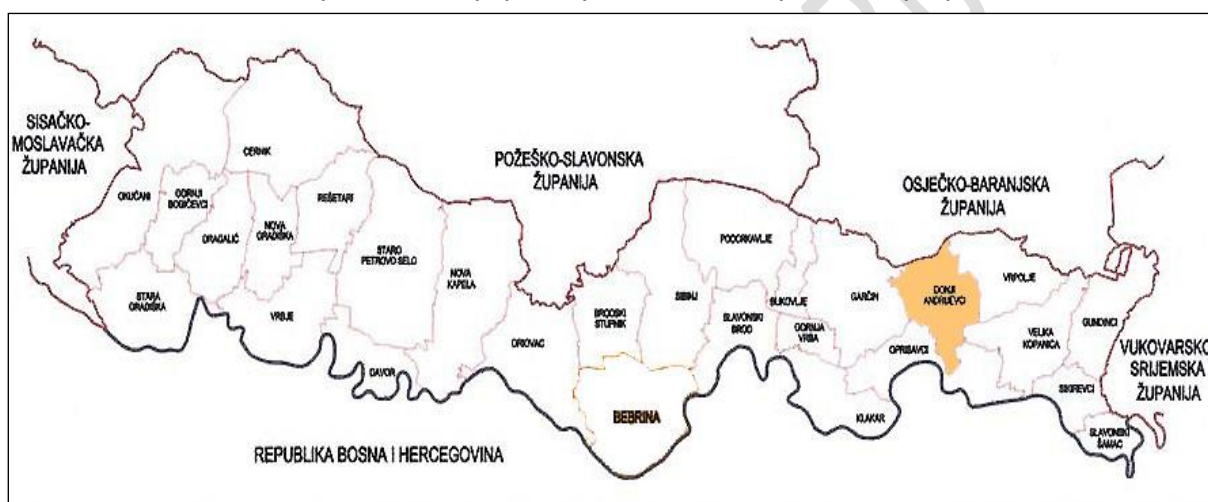 SISAČKO-
MOSLAVAČKA
ŽUPANIJA
POŽEŠKO-SLAVONSKA
ŽUPANIJA
OSJEČKO-BARANJSKA
ŽUPANIJA
VUKOVARSKO
SRIJEMSKA
ŽUPANIJA
REPUBLIKA BOSNA I HERCEGOVINA
OKUČANI
GORNJI
BOGIČEVCI
CERNIK
DRAGALIĆ
NOVA
GRADIŠKA
REŠETARI
STARA
GRADIŠKA
VRBJE
STARO
PETROVO SELO
DAVOR
NOVA
KAPELA
ORIOVAC
BRODSKI
STUPNIK
BEBRINA
SIBINJ
PODCRKAVLJE
SLAVONSKI
BROD
BUKOVLJE
GORNJA
VRBA
GARČIN
KLAKAR
OPRISAVCI
DONJI
ANDRIJEVCI
VRPOLJE
VELIKA
KOPANICA
GUNDINCI
SIKIREVCI
SLAVONSKI
ŠAMAC